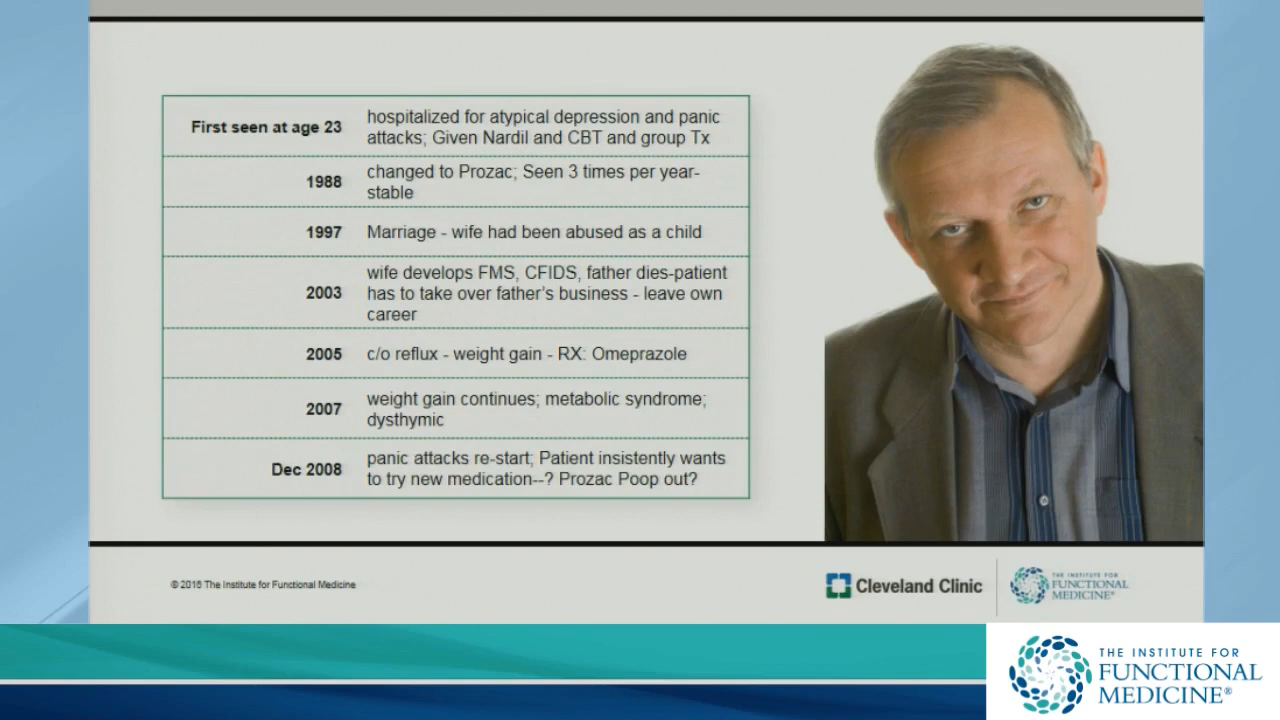 First seen at age 23
hospitalized for atypical depression and panic
attacks; Given Nardil and CBT and group Tx
1988
changed to Prozac; Seen 3 times per year-
stable
1997
Marriage - wife had been abused as a child
2003
wife develops FMS, CFIDS, father dies-patient
has to take over father's business - leave own
career
2005
c/o reflux - weight gain - RX: Omeprazole
2007
weight gain continues; metabolic syndrome;
dysthymic
Dec 2008
panic attacks re-start; Patient insistently wants
to try new medication--? Prozac Poop out?
© 2016 The Institute for Functional Medicine
Cleveland Clinic
THE INSTITUTE FOR
FUNCTIONAL
MEDICINE®
THE INSTITUTE FOR
FUNCTIONAL
MEDICINE®